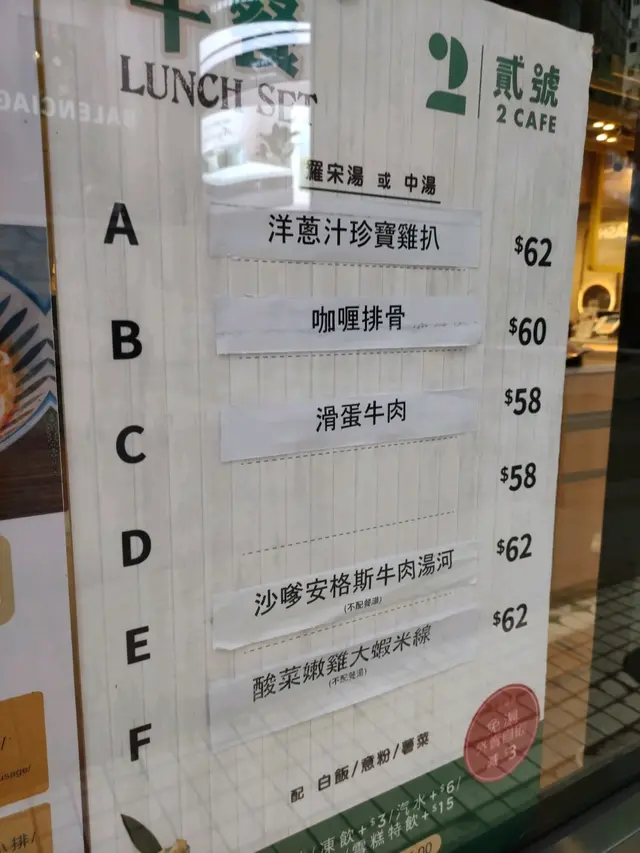 午餐
LUNCH SET
貳號
2 CAFE
羅宋湯 或 中湯
A 洋蔥汁珍寶雞扒 $62
B 咖喱排骨 $60
C 滑蛋牛肉 $58
D $58
E 沙嗲安格斯牛肉湯河 $62
(不配餐湯)
F 酸菜嫩雞大蝦米線 $62
(不配餐湯)
配 白飯/意粉/薯菜
凍飲+$3/汽水+$6/
雪糕特飲+$15
BALENCIAG
usage/